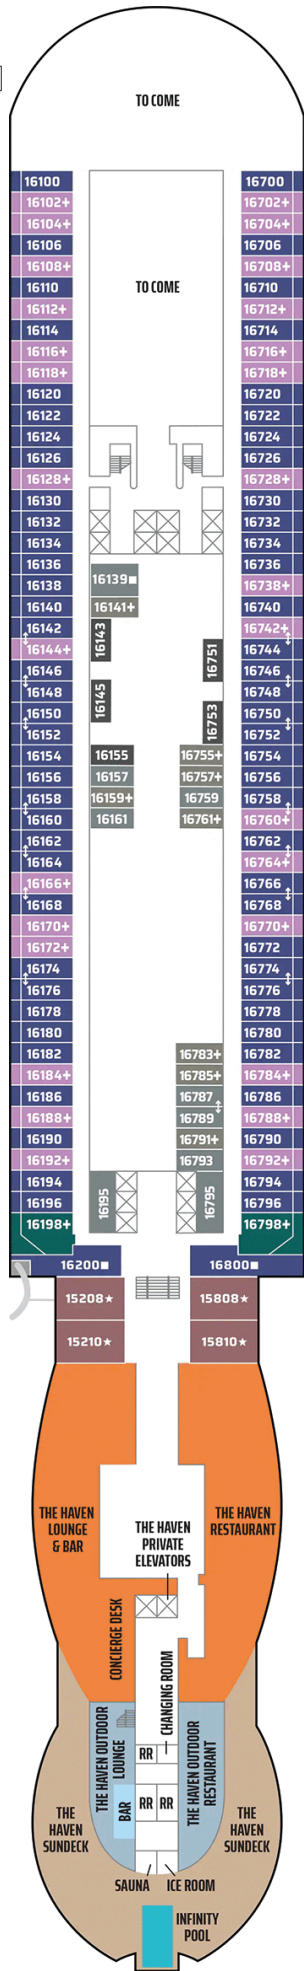 TO COME
16100 16700
16102+ 16702+
16104+ 16704+
16106 16706
16108+ 16708+
16110 TO COME 16710
16112+ 16712+
16114 16714
16116+ 16716+
16118+ 16718+
16120 16720
16122 16722
16124 16724
16126 16726
16128+ 16728+
16130 16730
16132 16732
16134 16734
16136 16736
16138 16139■ 16738+
16140 16141+ 16740
16142 16143 16742+
16144+ 16751 16744
16146 16746
16148 16145 16748
16150 16753 16750
16152 16752
16154 16155 16755+ 16754
16156 16157 16757+ 16756
16158 16159+ 16759 16758
16160 16161 16761+ 16760+
16162 16762
16164 16764+
16166+ 16766
16168 16768
16170+ 16770+
16172+ 16772
16174 16774
16176 16776
16178 16778
16180 16780
16182 16783+ 16782
16184+ 16785+ 16784+
16186 16787 16786
16188+ 16789 16788+
16190 16791+ 16790
16192+ 16793 16792+
16194 16195 16795 16794
16196 16796
16198+ 16798+
16200■ 16800■
15208★ 15808★
15210★ 15810★
THE HAVEN
LOUNGE
& BAR
THE HAVEN
RESTAURANT
THE HAVEN
PRIVATE
ELEVATORS
CONCIERGE DESK
CHANGING ROOM
THE HAVEN OUTDOOR
LOUNGE
THE HAVEN OUTDOOR
RESTAURANT
RR
BAR
RR RR
THE
HAVEN
SUNDECK
THE
HAVEN
SUNDECK
SAUNA ICE ROOM
INFINITY
POOL